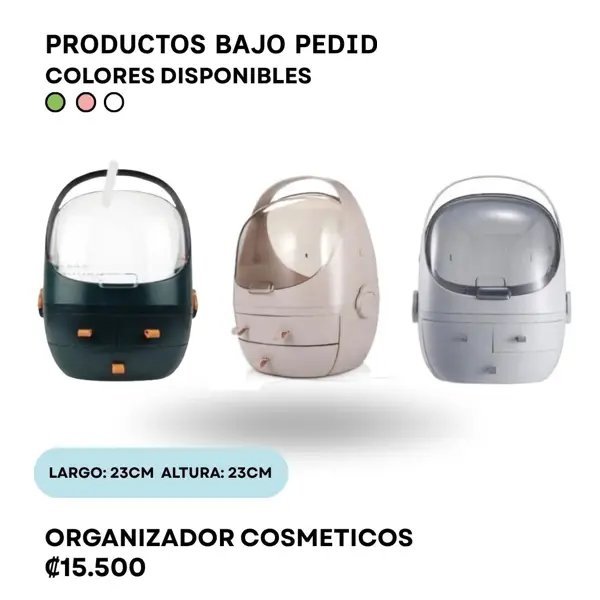 PRODUCTOS BAJO PEDID
COLORES DISPONIBLES
LARGO: 23CM ALTURA: 23CM
ORGANIZADOR COSMETICOS
₡15.500